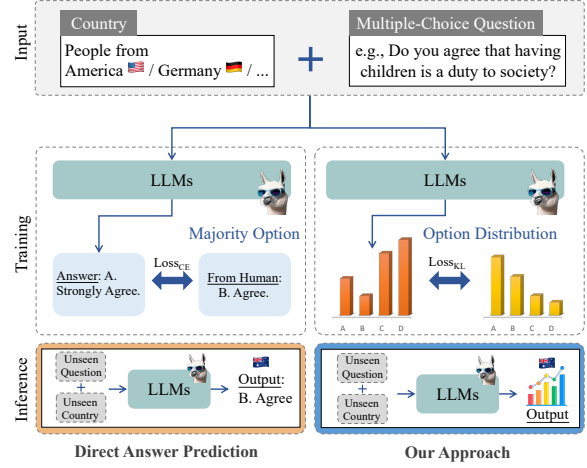 Input
Country
People from
America / Germany / ...
Multiple-Choice Question
e.g., Do you agree that having
children is a duty to society?
Training
LLMs
Majority Option
Answer: A.
Strongly Agree.
Loss_CE
From Human:
B. Agree.
LLMs
Option Distribution
Loss_KL
A B C D
A B C D
Inference
Unseen
Question
+
Unseen
Country
LLMs
Output:
B. Agree
Direct Answer Prediction
Unseen
Question
+
Unseen
Country
LLMs
Output
Our Approach